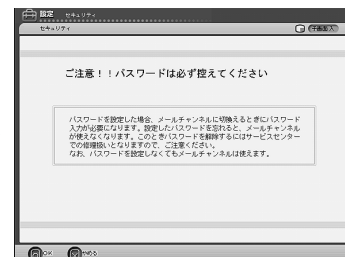 設定 セキュリティ
セキュリティ
子画面入
ご注意！！パスワードは必ず控えてください
パスワードを設定した場合、メールチャンネルに切換えるときにパスワード
入力が必要になります。設定したパスワードを忘れると、メールチャンネル
が使えなくなります。このときパスワードを解除するにはサービスセンター
での修理扱いとなりますので、ご注意ください。
なお、パスワードを設定しなくてもメールチャンネルは使えます。
OK やめる